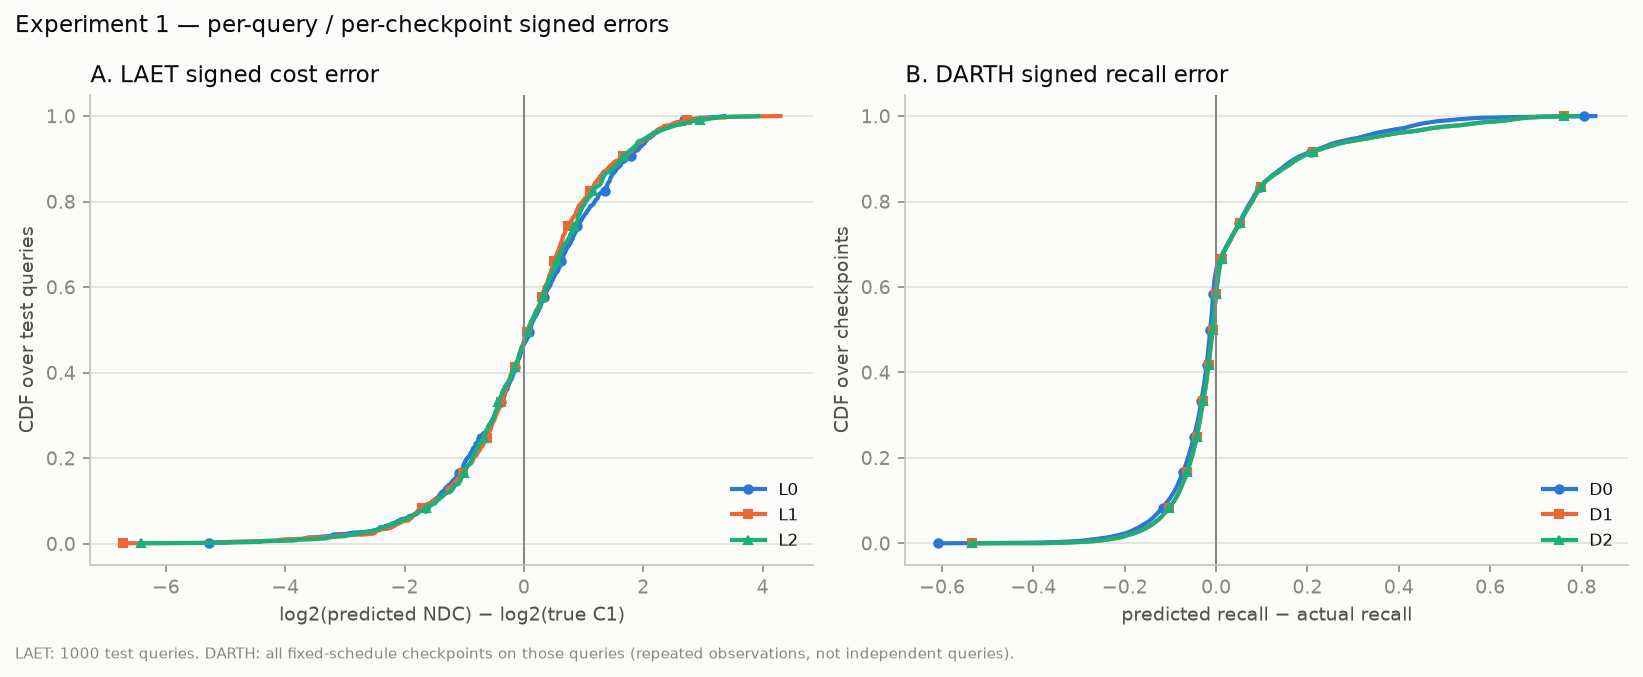 Experiment 1 — per-query / per-checkpoint signed errors
A. LAET signed cost error
CDF over test queries
1.0
0.8
0.6
0.4
0.2
0.0
−6
−4
−2
0
2
4
log2(predicted NDC) − log2(true C1)
L0
L1
L2
B. DARTH signed recall error
CDF over checkpoints
1.0
0.8
0.6
0.4
0.2
0.0
−0.6
−0.4
−0.2
0.0
0.2
0.4
0.6
0.8
predicted recall − actual recall
D0
D1
D2
LAET: 1000 test queries. DARTH: all fixed-schedule checkpoints on those queries (repeated observations, not independent queries).